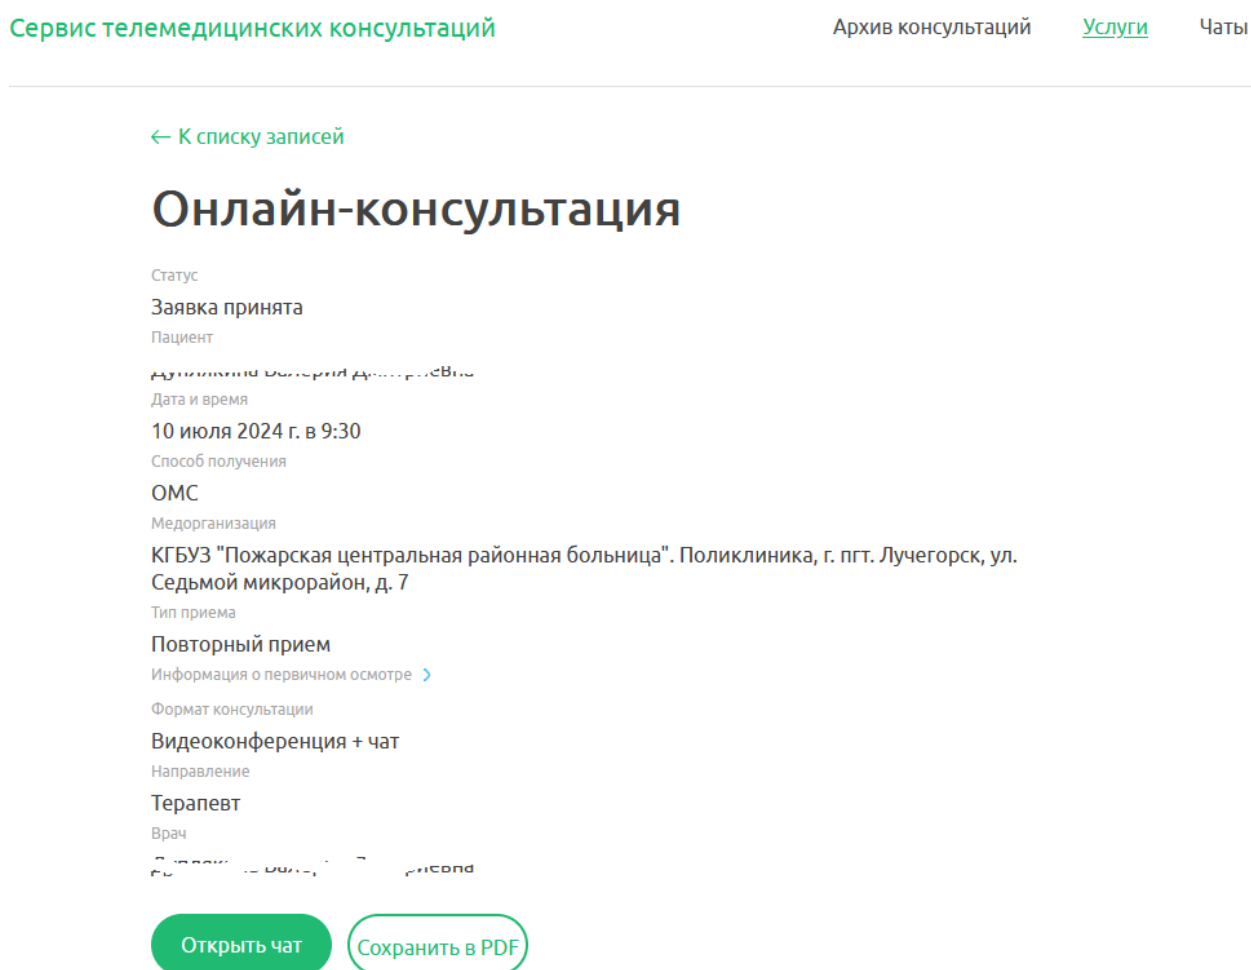 Сервис телемедицинских консультаций
Архив консультаций Услуги Чаты
← К списку записей
Онлайн-консультация
Статус
Заявка принята
Пациент
Дата и время
10 июля 2024 г. в 9:30
Способ получения
ОМС
Медорганизация
КГБУЗ "Пожарская центральная районная больница". Поликлиника, г. пгт. Лучегорск, ул.
Седьмой микрорайон, д. 7
Тип приема
Повторный прием
Информация о первичном осмотре
Формат консультации
Видеоконференция + чат
Направление
Терапевт
Врач
Открыть чат
Сохранить в PDF